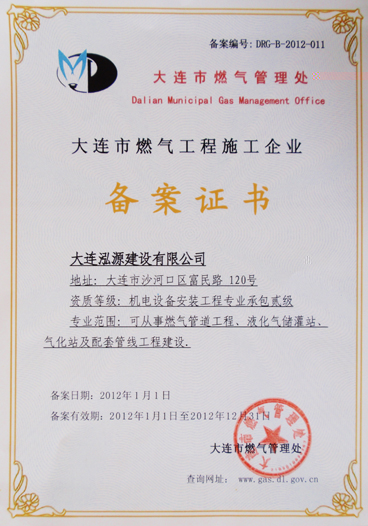 备案编号: DRG-B-2012-011
大连市燃气管理处
Dalian Municipal Gas Management Office
大连市燃气工程施工企业
备案证书
大连泓源建设有限公司
地址: 大连市沙河口区富民路 120号
资质等级: 机电设备安装工程专业承包贰级
专业范围: 可从事燃气管道工程、液化气储灌站、
气化站及配套管线工程建设.
备案日期: 2012年1月1日
备案有效期: 2012年1月1日至2012年12月31日
大连市燃气管理处
大连市燃气管理处
查询网址: www.gas.dl.gov.cn